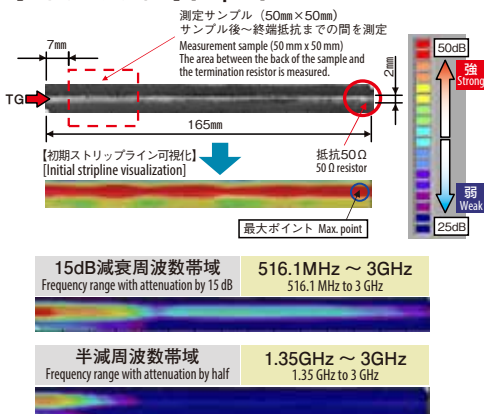 測定サンプル（50㎜×50㎜）
サンプル後～終端抵抗までの間を測定
Measurement sample (50 mm x 50 mm)
The area between the back of the sample and
the termination resistor is measured.
7㎜
2㎜
TG
165㎜
【初期ストリップライン可視化】
[Initial stripline visualization]
抵抗50Ω
50 Ω resistor
最大ポイント Max. point
50dB
強
Strong
弱
Weak
25dB
15dB減衰周波数帯域
Frequency range with attenuation by 15 dB
516.1MHz ～ 3GHz
516.1 MHz to 3 GHz
半減周波数帯域
Frequency range with attenuation by half
1.35GHz ～ 3GHz
1.35 GHz to 3 GHz